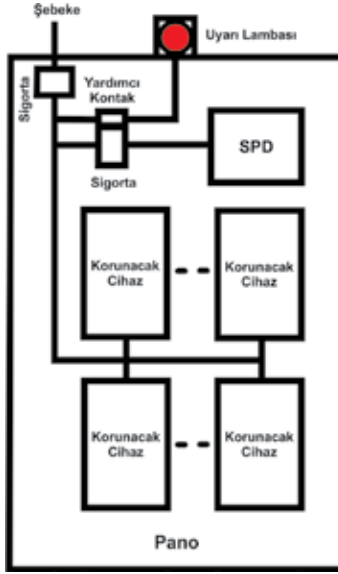 Şebeke
Uyarı Lambası
Sigorta
Yardımcı
Kontak
Sigorta
SPD
Korunacak
Cihaz
Korunacak
Cihaz
Korunacak
Cihaz
Korunacak
Cihaz
Pano